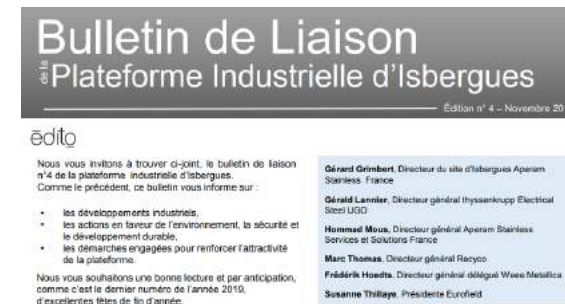 Bulletin de Liaison
de la
Plateforme Industrielle d'Isbergues
Édition n° 4 – Novembre 20
édito
Nous vous invitons à trouver ci-joint, le bulletin de liaison
n°4 de la plateforme industrielle d'Isbergues.
Comme le précédent, ce bulletin vous informe sur :
• les développements industriels,
• les actions en faveur de l'environnement, la sécurité et
le développement durable,
• les démarches engagées pour renforcer l'attractivité
de la plateforme.
Nous vous souhaitons une bonne lecture et par anticipation,
comme c'est le dernier numéro de l'année 2019,
d'excellentes fêtes de fin d'année.
Gérard Grimbert, Directeur du site d'Isbergues Aperam
Stainless France
Gérald Lannier, Directeur général thyssenkrupp Electrical
Steel UGO
Hommad Mous, Directeur général Aperam Stainless
Services et Solutions France
Marc Thomas, Directeur général Recyco
Frédérik Hoedts, Directeur général délégué Weee Metallica
Susanne Thillaye, Présidente Eurofield